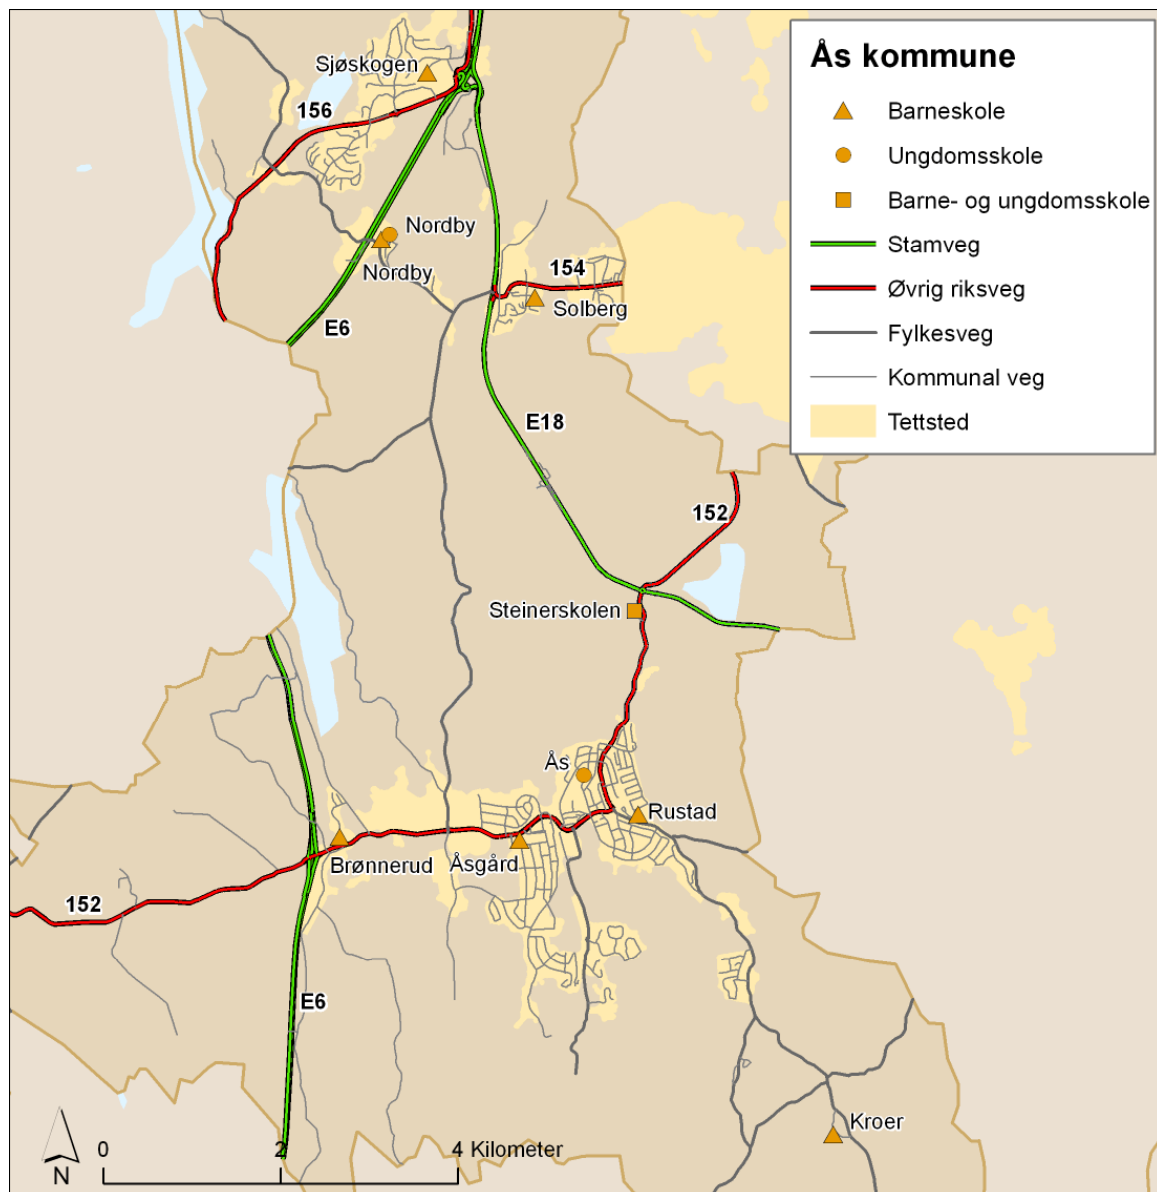 Ås kommune
Barneskole
Ungdomsskole
Barne- og ungdomsskole
Stamveg
Øvrig riksveg
Fylkesveg
Kommunal veg
Tettsted
Sjøskogen
156
Nordby
Nordby
154
Solberg
E6
E18
152
Steinerskolen
Ås
Rustad
Brønnerud
Åsgård
152
E6
Kroer
0
2
4 Kilometer
N